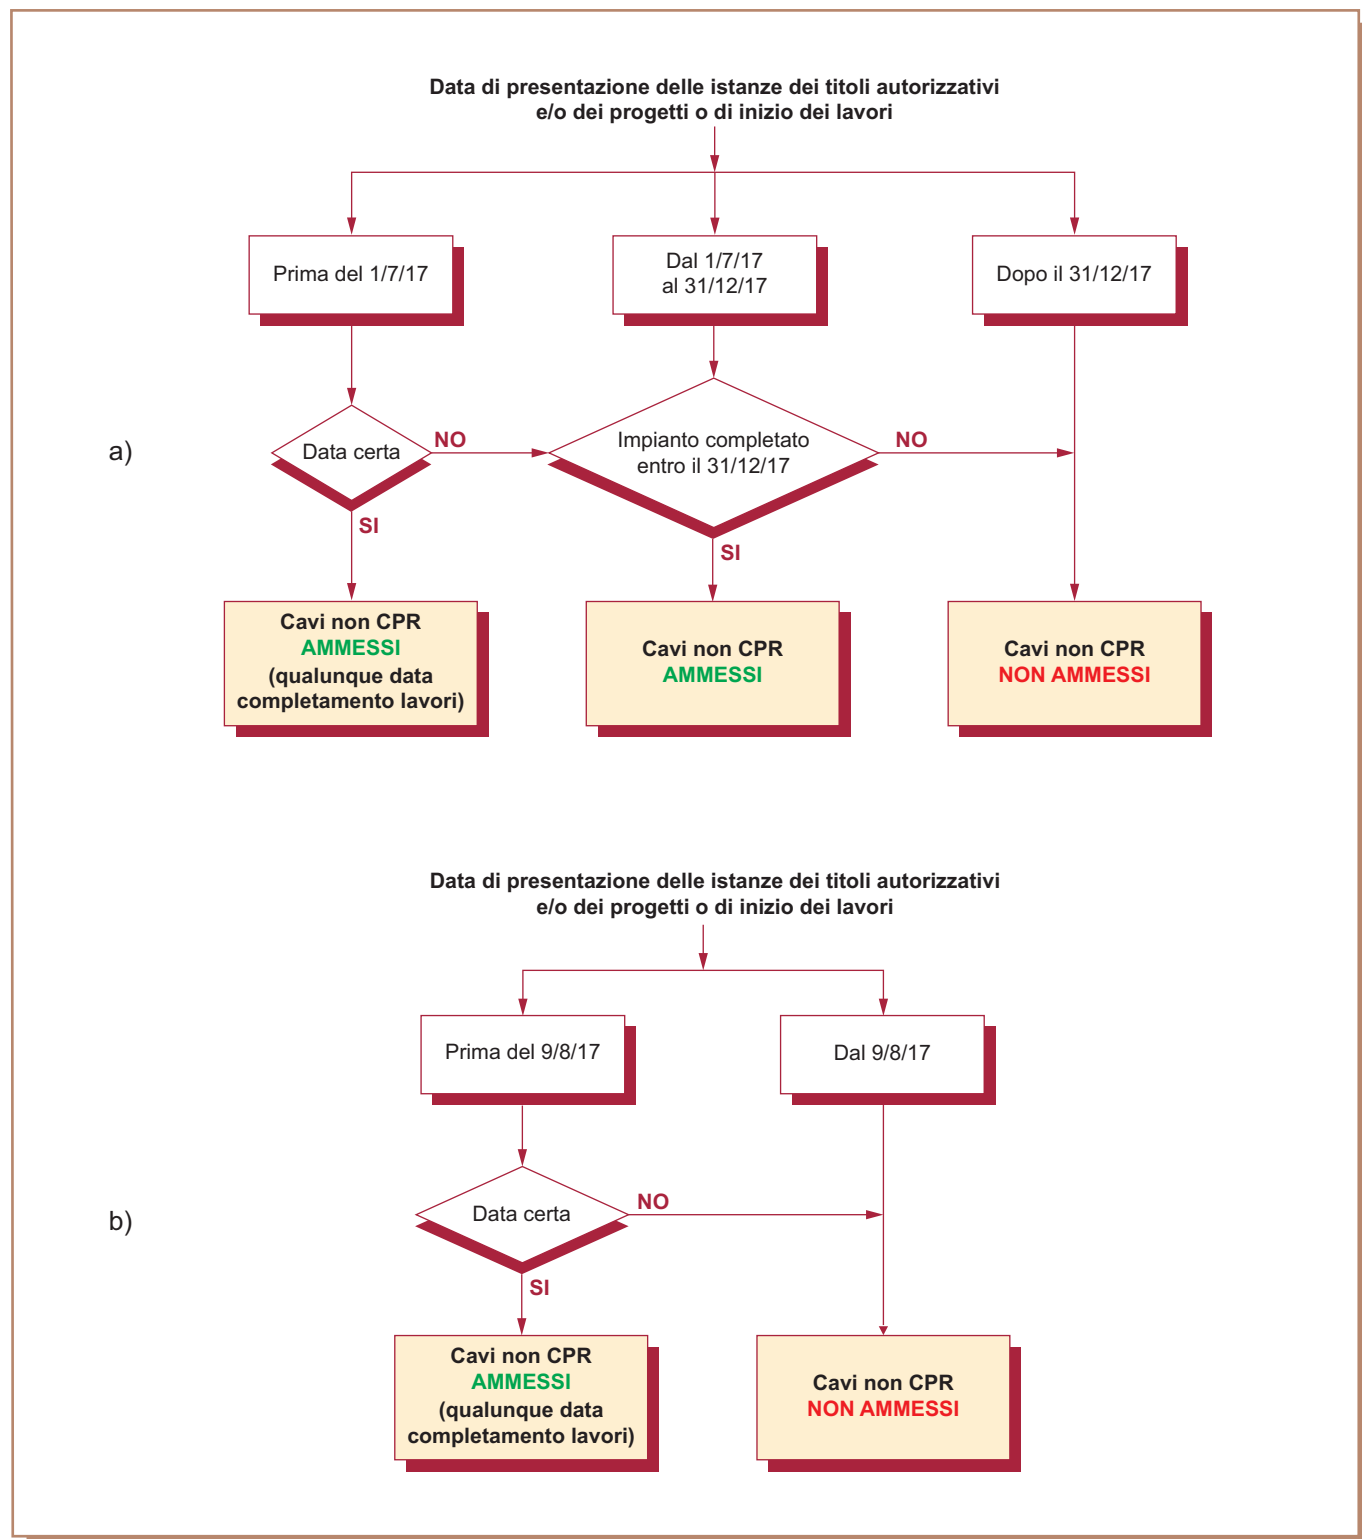 Data di presentazione delle istanze dei titoli autorizzativi
e/o dei progetti o di inizio dei lavori
Prima del 1/7/17
Dal 1/7/17
al 31/12/17
Dopo il 31/12/17
a)
Data certa
NO
Impianto completato
entro il 31/12/17
NO
SI
SI
Cavi non CPR
AMMESSI
(qualunque data
completamento lavori)
Cavi non CPR
AMMESSI
Cavi non CPR
NON AMMESSI
Data di presentazione delle istanze dei titoli autorizzativi
e/o dei progetti o di inizio dei lavori
Prima del 9/8/17
Dal 9/8/17
b)
Data certa
NO
SI
Cavi non CPR
AMMESSI
(qualunque data
completamento lavori)
Cavi non CPR
NON AMMESSI